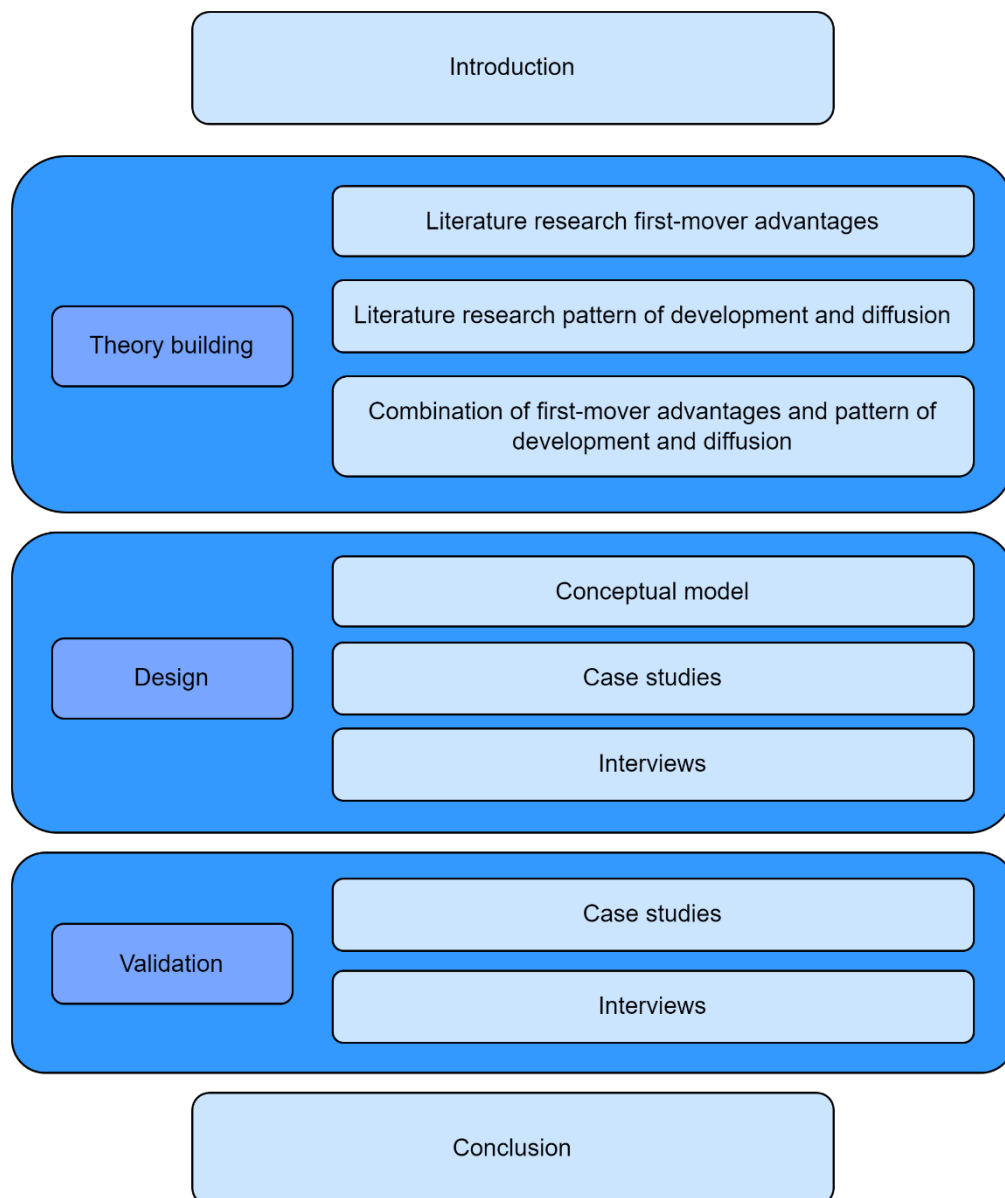 Introduction
Theory building
Literature research first-mover advantages
Literature research pattern of development and diffusion
Combination of first-mover advantages and pattern of
development and diffusion
Design
Conceptual model
Case studies
Interviews
Validation
Case studies
Interviews
Conclusion